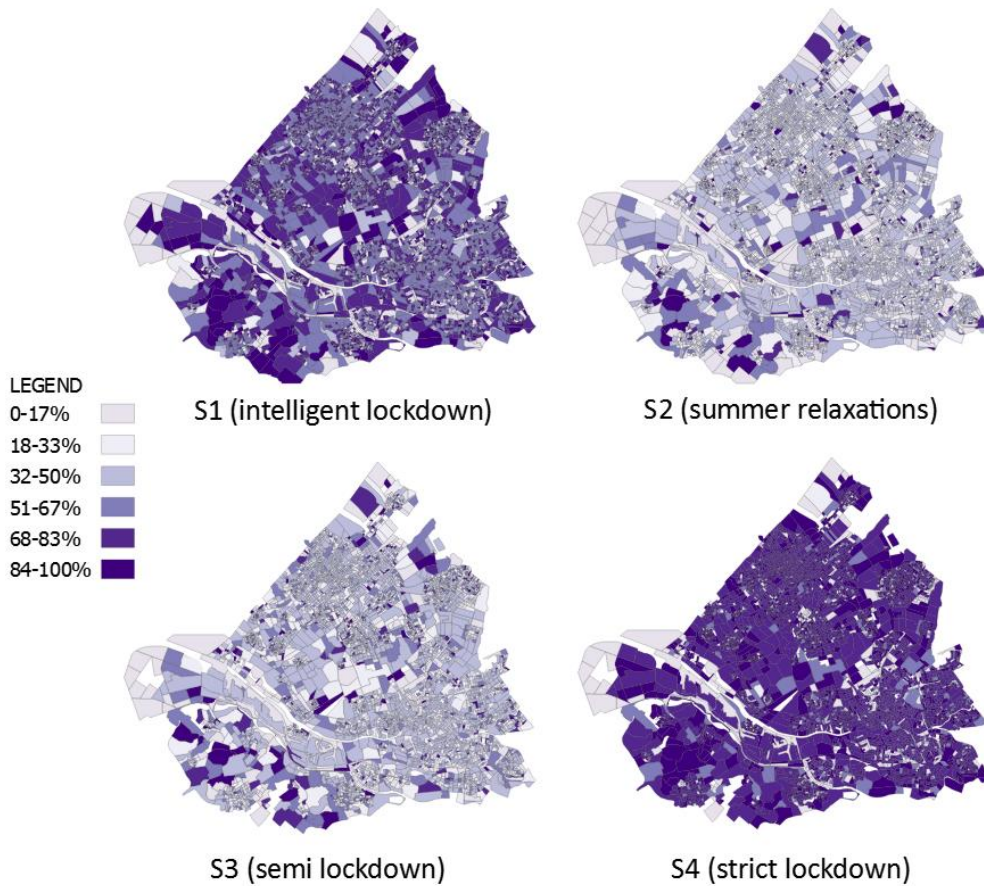 S1 (intelligent lockdown)
S2 (summer relaxations)
LEGEND
0-17%
18-33%
32-50%
51-67%
68-83%
84-100%
S3 (semi lockdown)
S4 (strict lockdown)